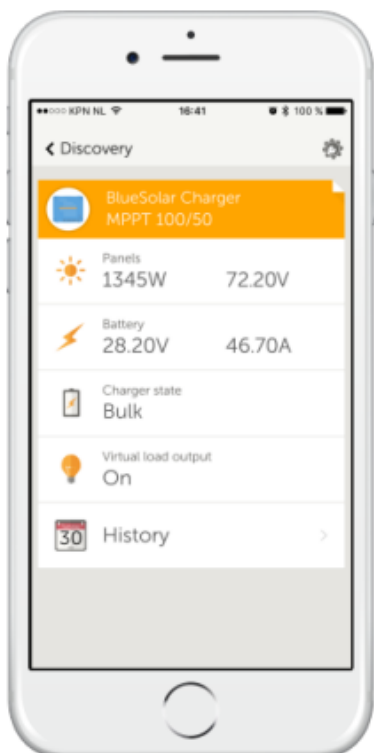 KPN NL 16:41 100 %
Discovery
BlueSolar Charger
MPPT 100/50
Panels
1345W 72.20V
Battery
28.20V 46.70A
Charger state
Bulk
Virtual load output
On
30 History